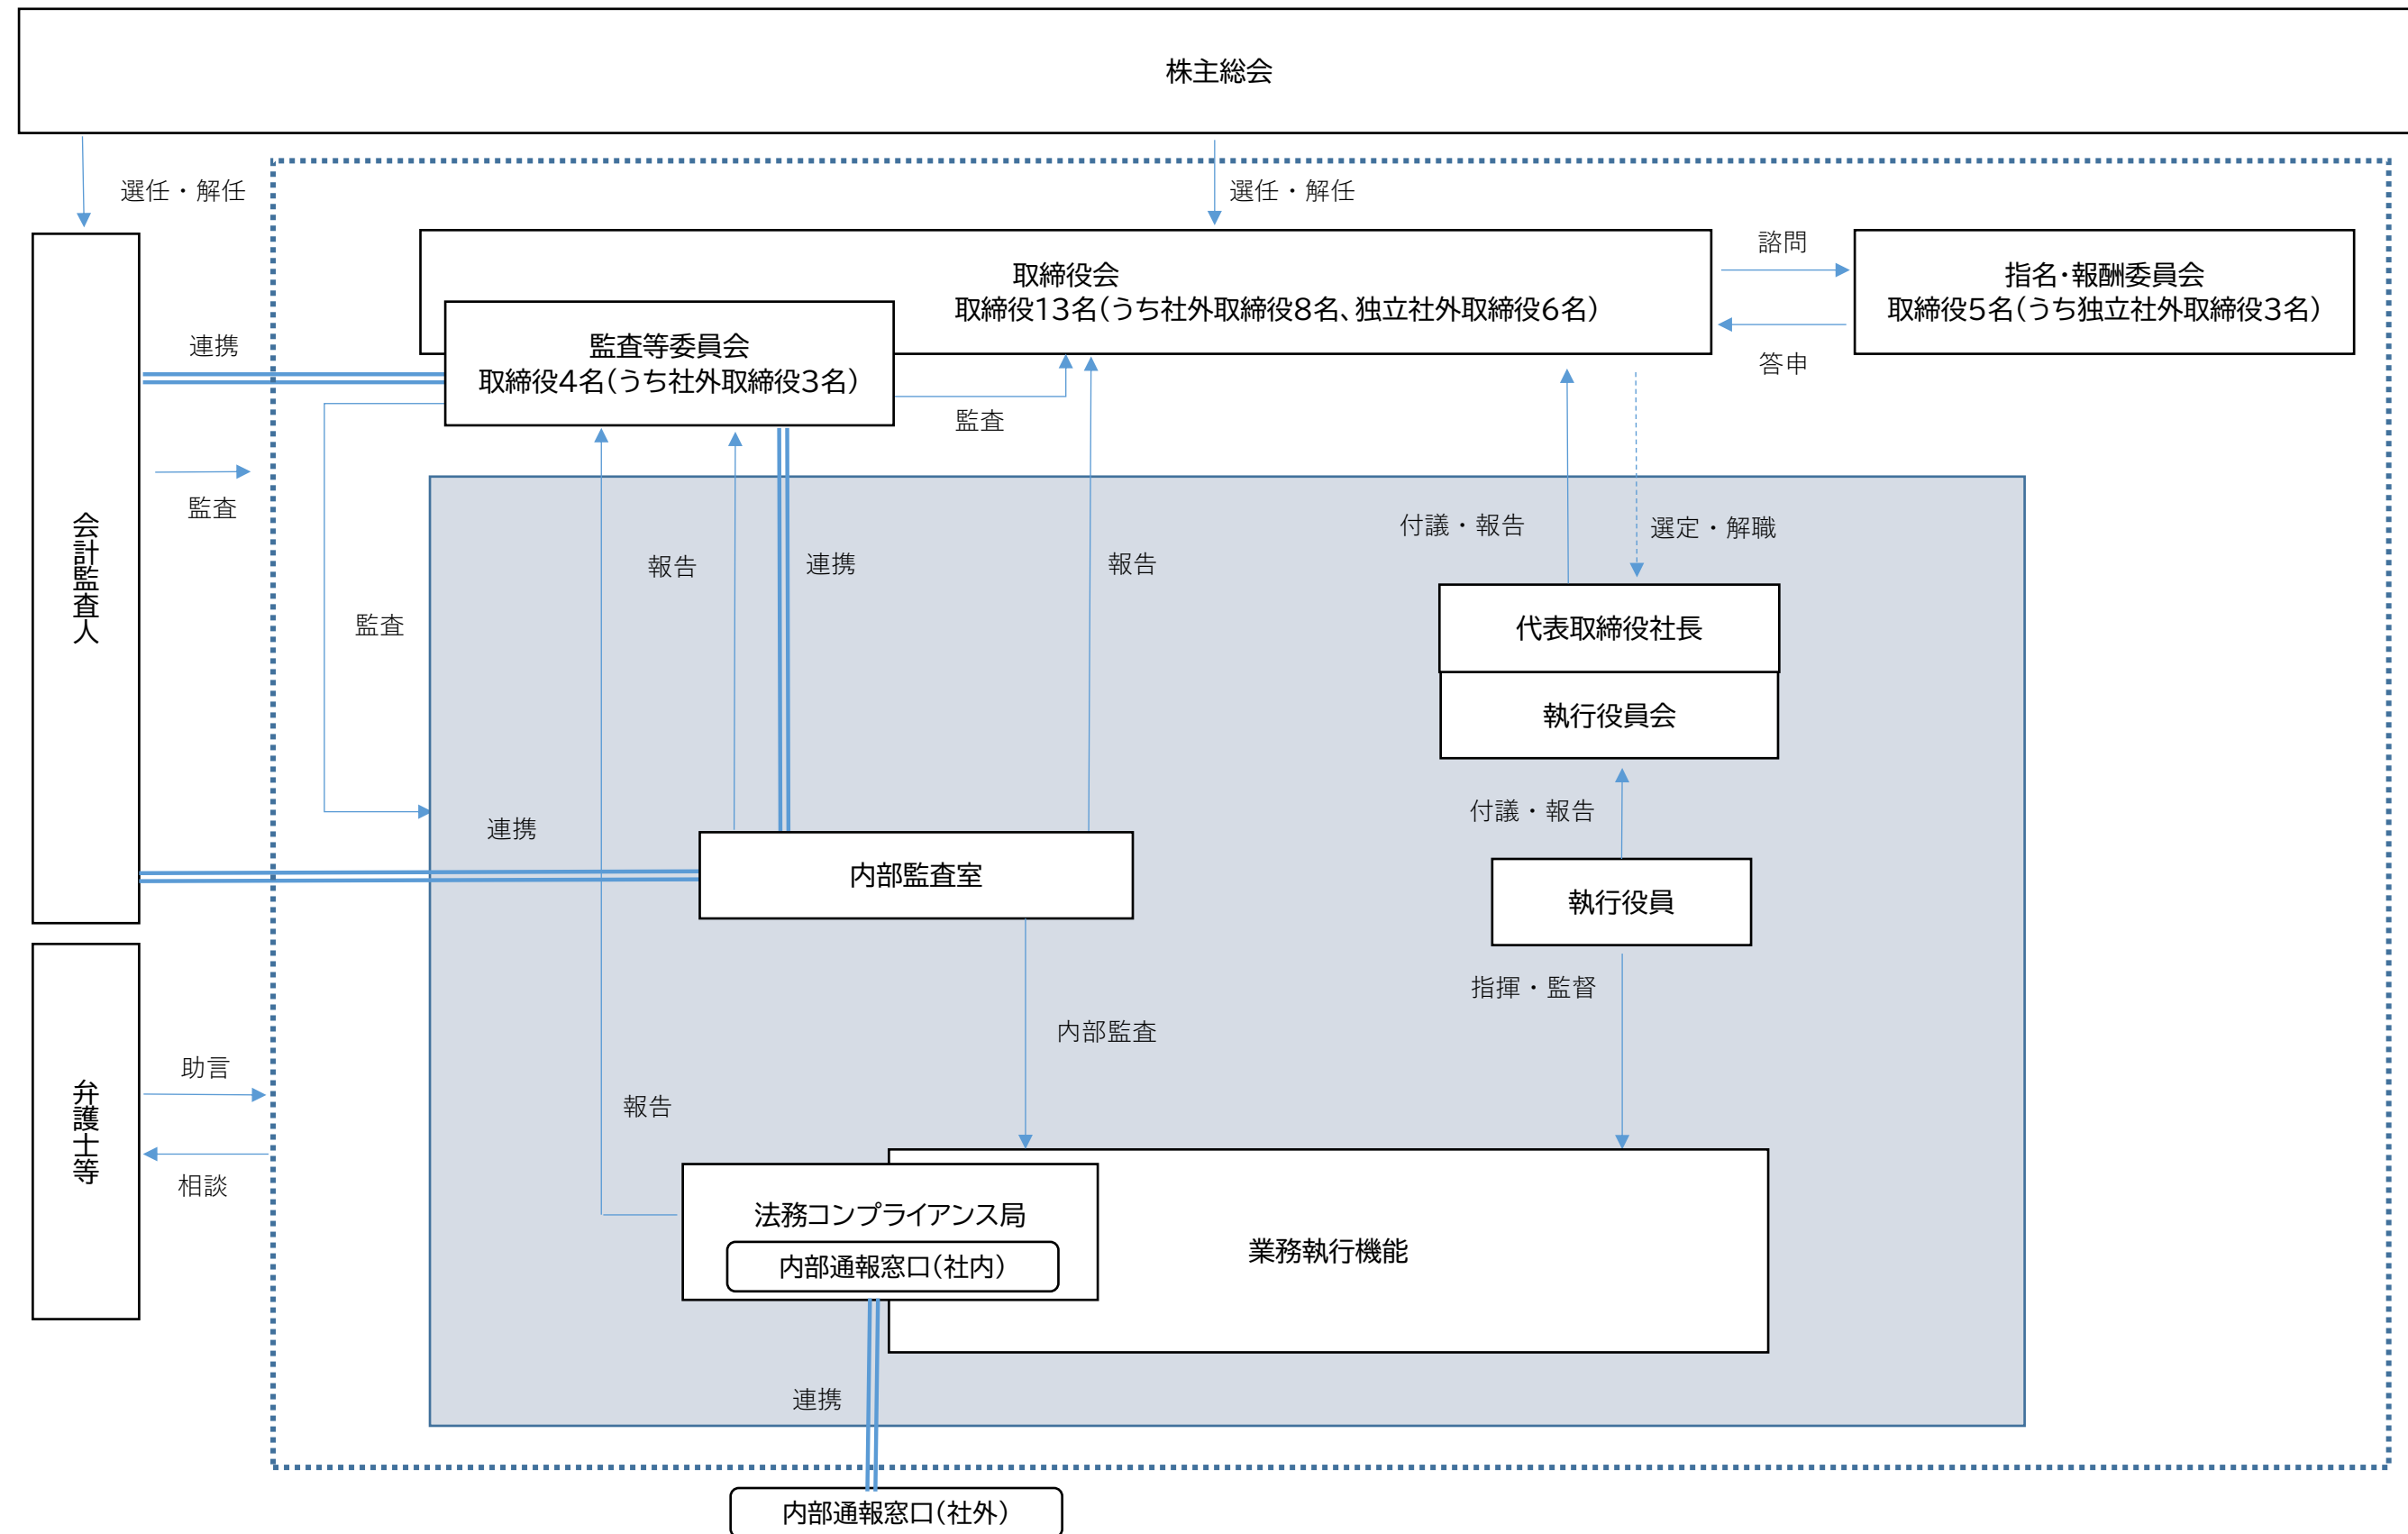 株主総会
選任・解任
選任・解任
取締役会
取締役13名(うち社外取締役8名、独立社外取締役6名)
諮問
答申
指名・報酬委員会
取締役5名(うち独立社外取締役3名)
監査等委員会
取締役4名(うち社外取締役3名)
連携
監査
監査
会計監査人
監査
報告
連携
報告
付議・報告
選定・解職
代表取締役社長
執行役員会
連携
付議・報告
内部監査室
執行役員
指揮・監督
内部監査
弁護士等
助言
相談
報告
法務コンプライアンス局
内部通報窓口(社内)
業務執行機能
連携
内部通報窓口(社外)